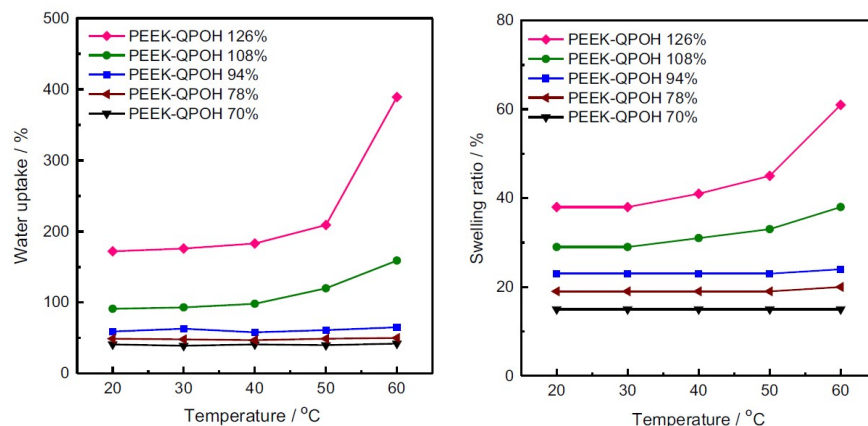 500
400
300
200
100
0
Water uptake / %
PEEK-QPOH 126%
PEEK-QPOH 108%
PEEK-QPOH 94%
PEEK-QPOH 78%
PEEK-QPOH 70%
20 30 40 50 60
Temperature / °C
80
60
40
20
0
Swelling ratio / %
PEEK-QPOH 126%
PEEK-QPOH 108%
PEEK-QPOH 94%
PEEK-QPOH 78%
PEEK-QPOH 70%
20 30 40 50 60
Temperature / °C